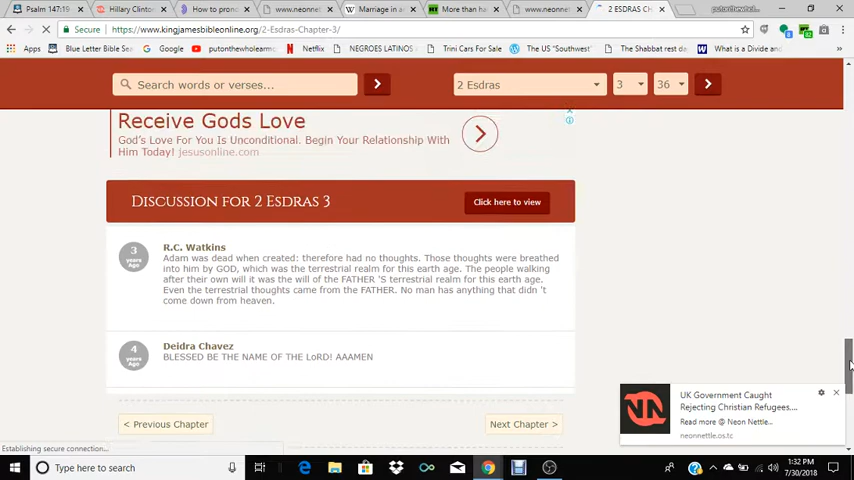 Psalm 147:19
Hillary Clinton
How to prono
www.neonnet
Marriage in a
More than ha
www.neonnet
2 ESDRAS CH
putonthewhol
Secure https://www.kingjamesbibleonline.org/2-Esdras-Chapter-3/
Apps Blue Letter Bible Sea Google putonthewholearmo Netflix NEGROES LATINOS Trini Cars For Sale The US "Southwest" The Shabbat rest da What is a Divide and
Search words or verses... 2 Esdras 3 36
Receive Gods Love
God's Love For You Is Unconditional. Begin Your Relationship With
Him Today! jesusonline.com
Discussion for 2 Esdras 3 Click here to view
3 years Ago
R.C. Watkins
Adam was dead when created: therefore had no thoughts. Those thoughts were breathed
into him by GOD, which was the terrestrial realm for this earth age. The people walking
after their own will it was the will of the FATHER 'S terrestrial realm for this earth age.
Even the terrestrial thoughts came from the FATHER. No man has anything that didn 't
come down from heaven.
4 years Ago
Deidra Chavez
BLESSED BE THE NAME OF THE LoRD! AAAMEN
< Previous Chapter Next Chapter >
UK Government Caught
Rejecting Christian Refugees,...
Read more @ Neon Nettle...
neonnettle.os.tc
Establishing secure connection...
Type here to search
1:32 PM
7/30/2018